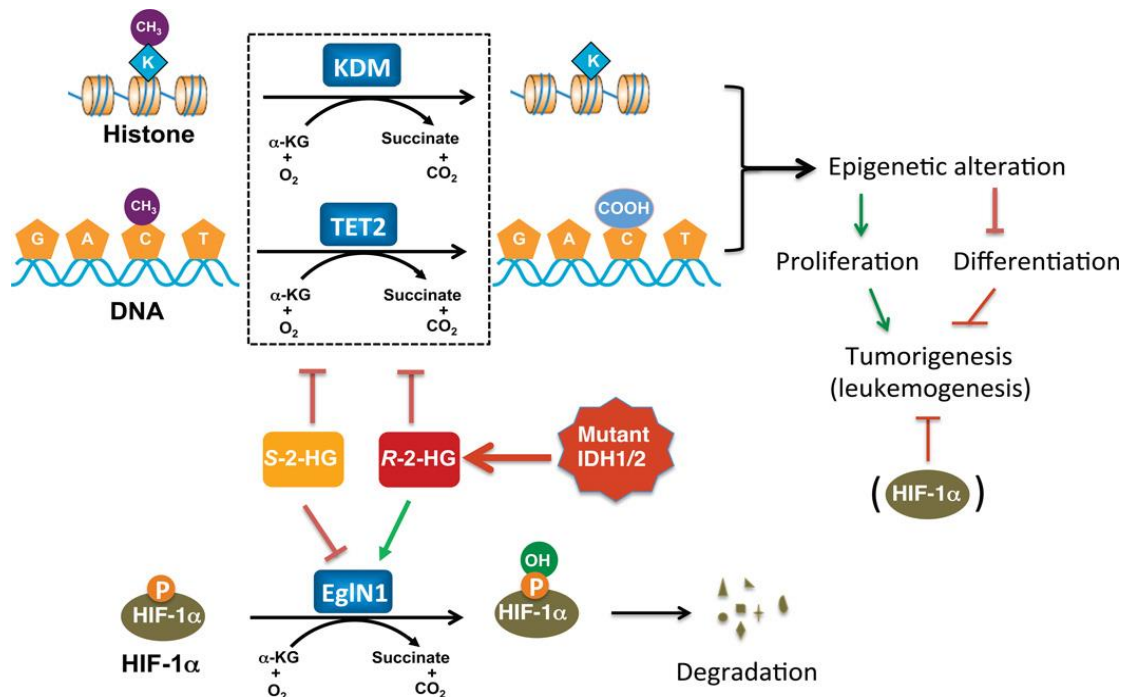 CH3
K
Histone
KDM
α-KG
+
O2
Succinate
+
CO2
K
CH3
G A C T
DNA
TET2
α-KG
+
O2
Succinate
+
CO2
COOH
G A C T
Epigenetic alteration
Proliferation
Differentiation
Tumorigenesis
(leukemogenesis)
(HIF-1α)
S-2-HG
R-2-HG
Mutant
IDH1/2
P
HIF-1α
HIF-1α
EglN1
α-KG
+
O2
Succinate
+
CO2
OH
P
HIF-1α
Degradation